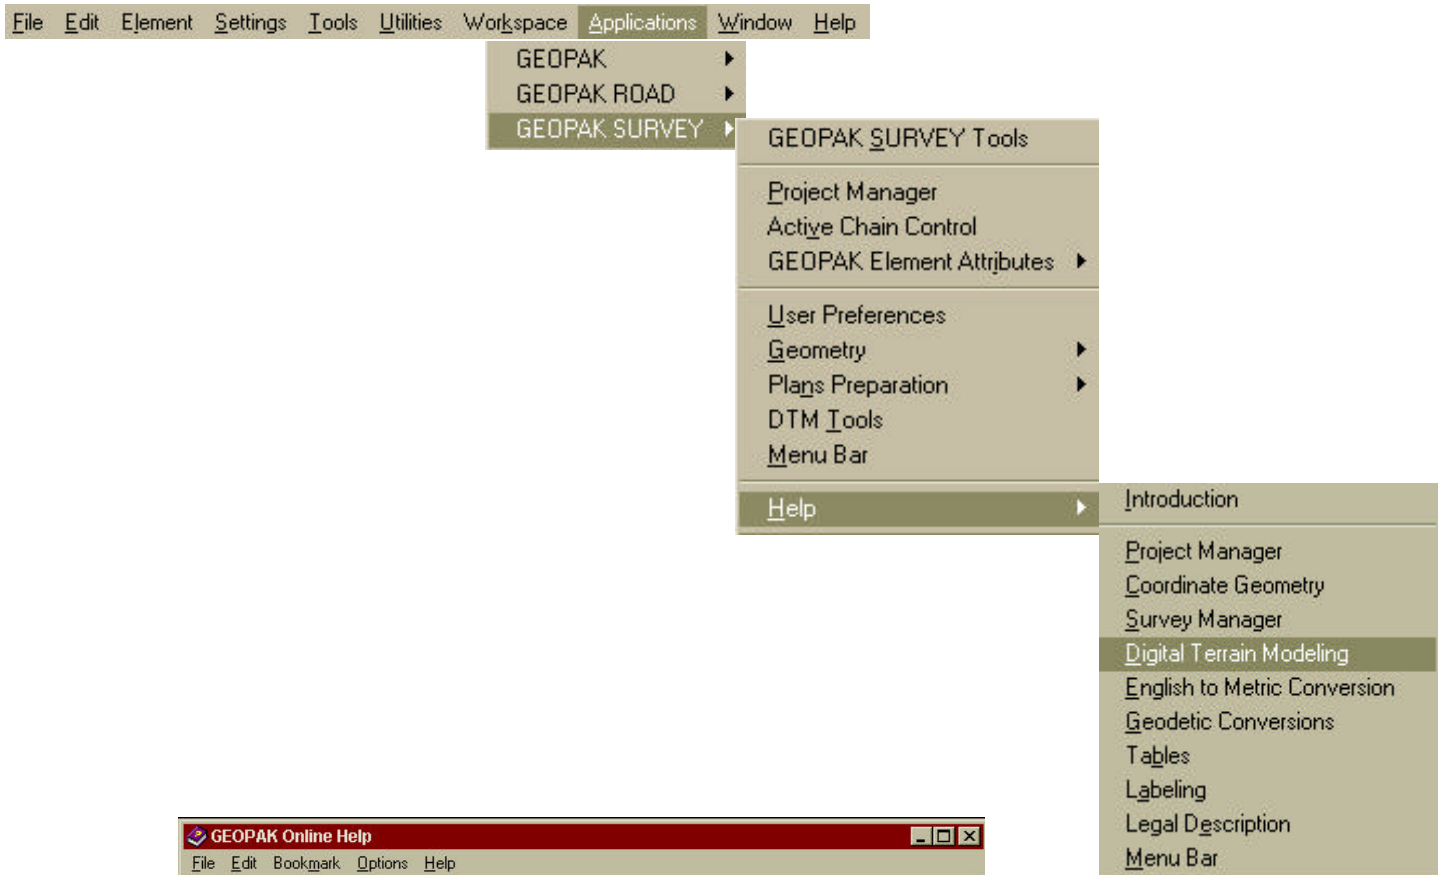 File Edit Element Settings Tools Utilities Workspace Applications Window Help
GEOPAK
GEOPAK ROAD
GEOPAK SURVEY
GEOPAK SURVEY Tools
Project Manager
Active Chain Control
GEOPAK Element Attributes
User Preferences
Geometry
Plans Preparation
DTM Tools
Menu Bar
Help
Introduction
Project Manager
Coordinate Geometry
Survey Manager
Digital Terrain Modeling
English to Metric Conversion
Geodetic Conversions
Tables
Labeling
Legal Description
Menu Bar
GEOPAK Online Help
File Edit Bookmark Options Help